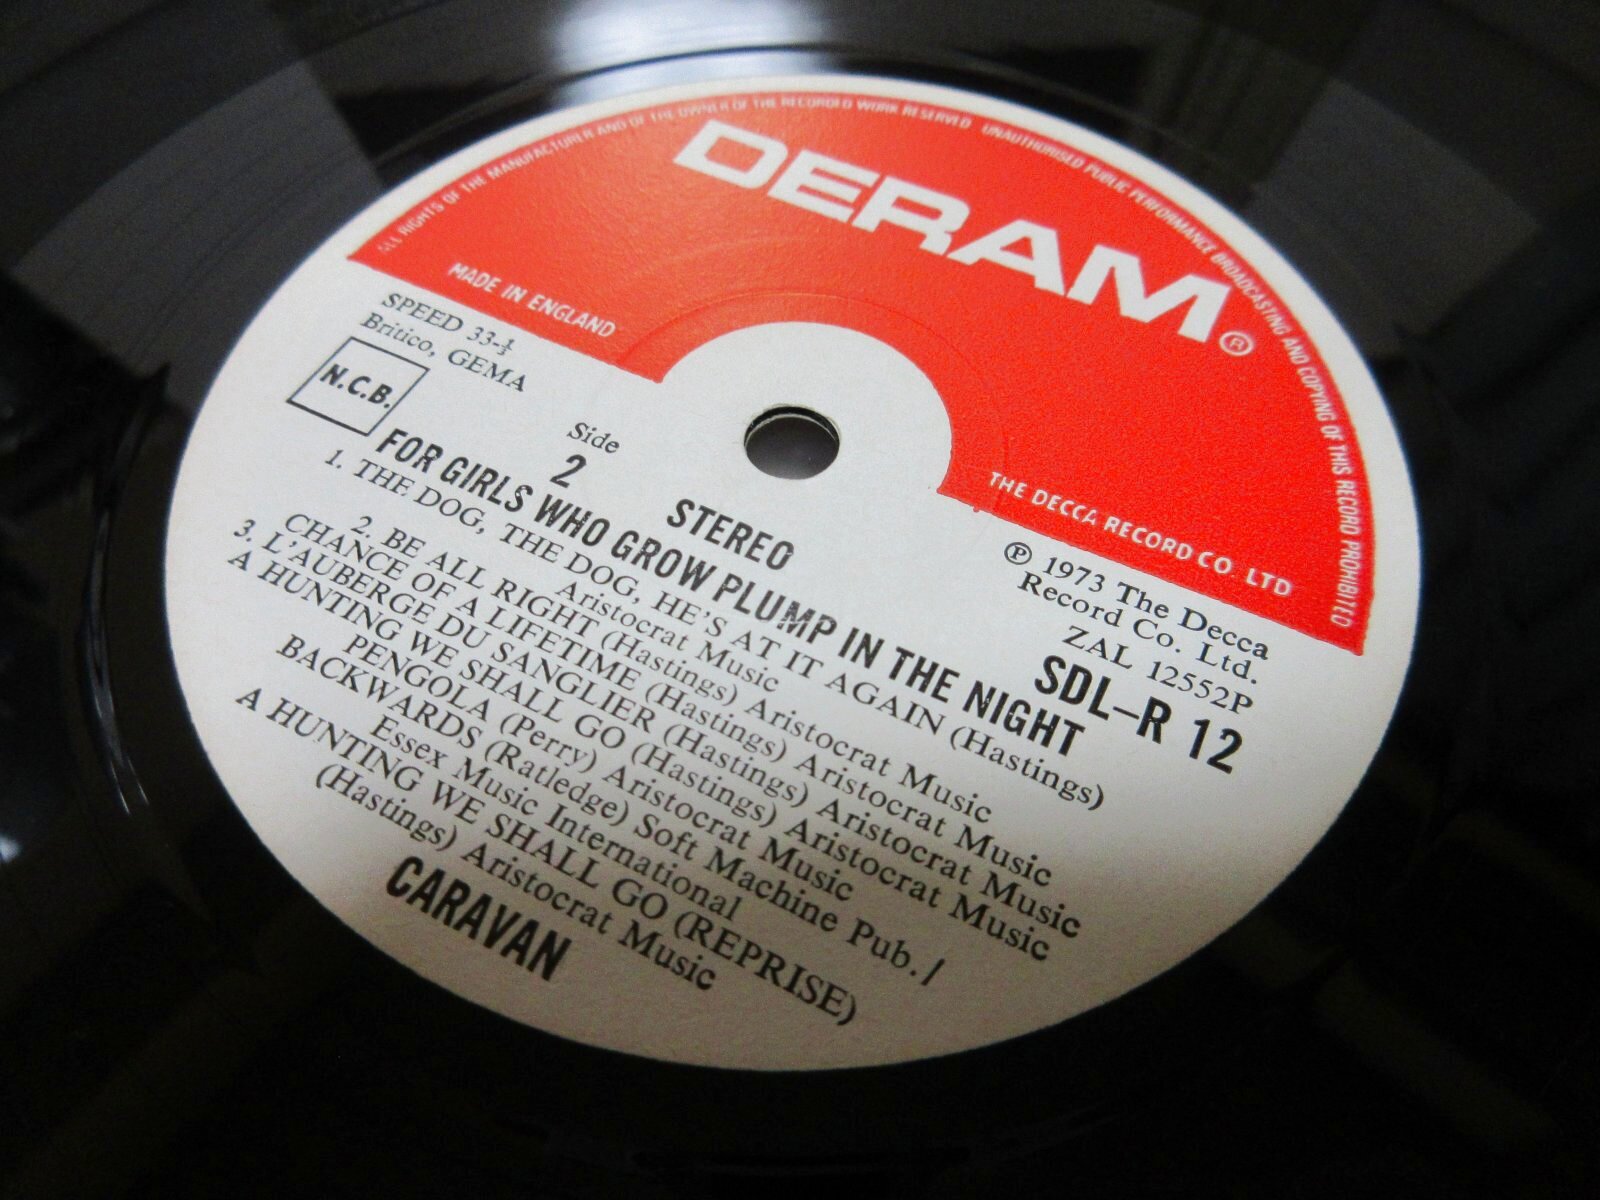 ALL RIGHTS OF THE MANUFACTURER AND OF THE OWNER OF THE RECORDED WORK RESERVED UNAUTHORISED PUBLIC PERFORMANCE BROADCASTING AND COPYING OF THIS RECORD PROHIBITED
DERAM®
MADE IN ENGLAND
THE DECCA RECORD CO. LTD
SPEED 33-⅓
Britico, GEMA
N.C.B.
Side
2
STEREO
℗ 1973 The Decca
Record Co. Ltd.
ZAL 12552P
SDL-R 12
FOR GIRLS WHO GROW PLUMP IN THE NIGHT
1. THE DOG, THE DOG, HE'S AT IT AGAIN (Hastings)
Aristocrat Music
2. BE ALL RIGHT (Hastings) Aristocrat Music
CHANCE OF A LIFETIME (Hastings) Aristocrat Music
3. L'AUBERGE DU SANGLIER (Hastings) Aristocrat Music
A HUNTING WE SHALL GO (Hastings) Aristocrat Music
PENGOLA (Perry) Aristocrat Music
BACKWARDS (Ratledge) Soft Machine Pub./
Essex Music International
A HUNTING WE SHALL GO (REPRISE)
(Hastings) Aristocrat Music
CARAVAN